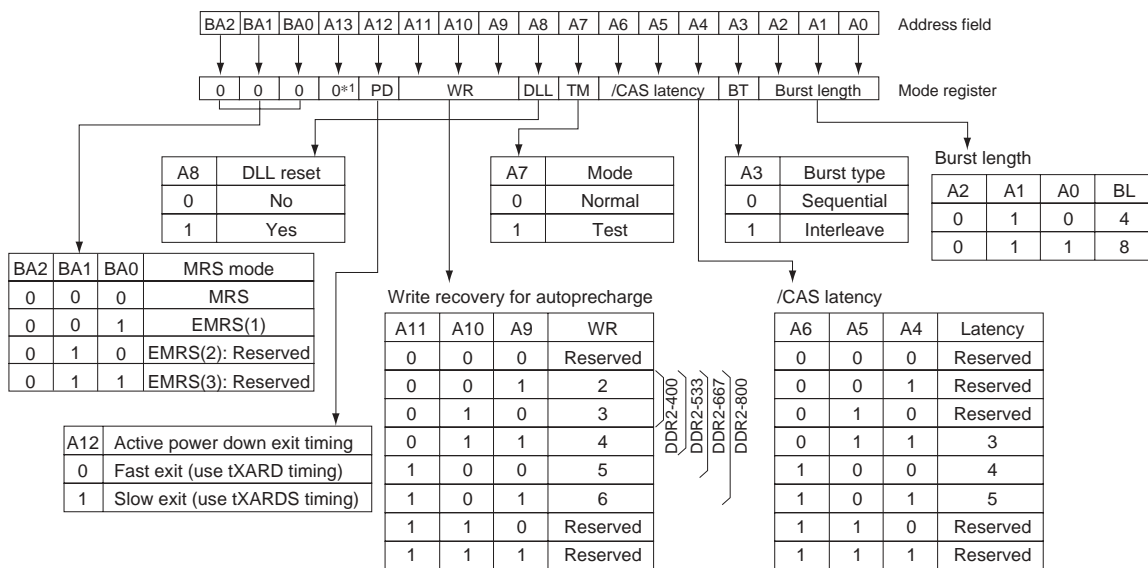 BA2 BA1 BA0 A13 A12 A11 A10 A9 A8 A7 A6 A5 A4 A3 A2 A1 A0 Address field
0 0 0 0*1 PD WR DLL TM /CAS latency BT Burst length Mode register
A8 DLL reset
0 No
1 Yes
A7 Mode
0 Normal
1 Test
A3 Burst type
0 Sequential
1 Interleave
Burst length
A2 A1 A0 BL
0 1 0 4
0 1 1 8
BA2 BA1 BA0 MRS mode
0 0 0 MRS
0 0 1 EMRS(1)
0 1 0 EMRS(2): Reserved
0 1 1 EMRS(3): Reserved
A12 Active power down exit timing
0 Fast exit (use tXARD timing)
1 Slow exit (use tXARDS timing)
Write recovery for autoprecharge
A11 A10 A9 WR
0 0 0 Reserved
0 0 1 2
0 1 0 3
0 1 1 4
1 0 0 5
1 0 1 6
1 1 0 Reserved
1 1 1 Reserved
DDR2-400
DDR2-533
DDR2-667
DDR2-800
/CAS latency
A6 A5 A4 Latency
0 0 0 Reserved
0 0 1 Reserved
0 1 0 Reserved
0 1 1 3
1 0 0 4
1 0 1 5
1 1 0 Reserved
1 1 1 Reserved